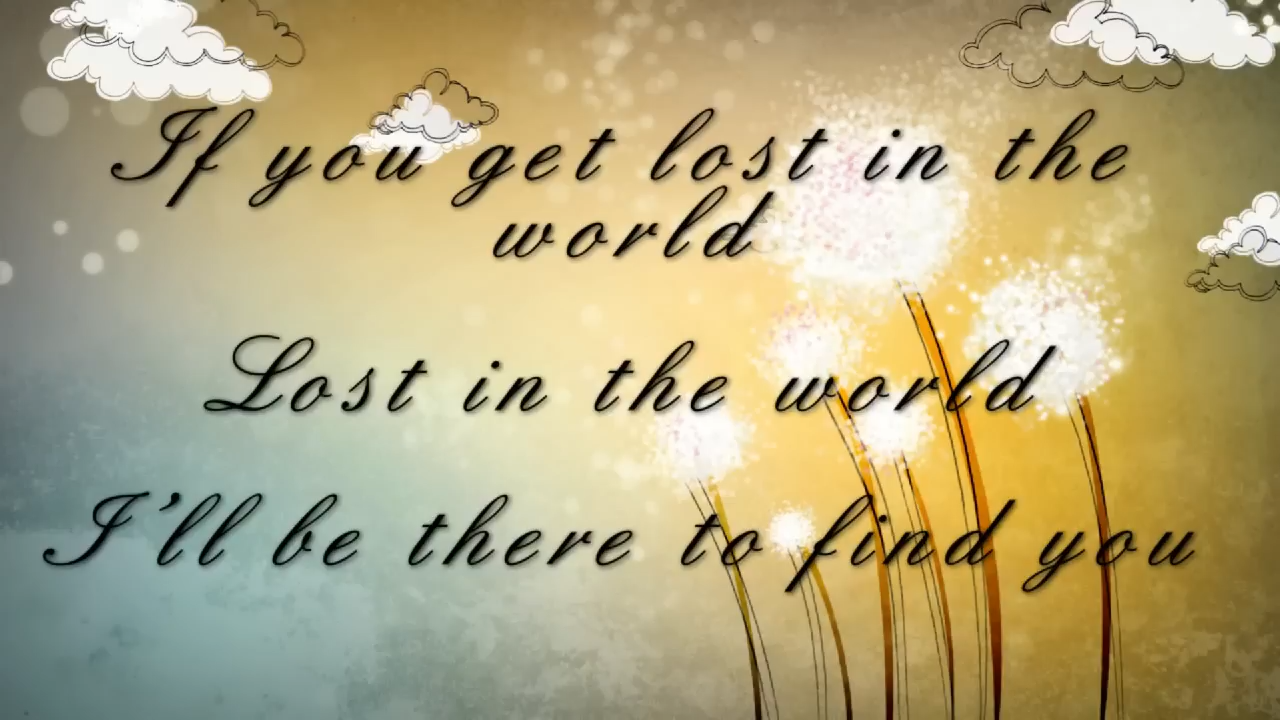 If you get lost in the
world
Lost in the world
I'll be there to find you